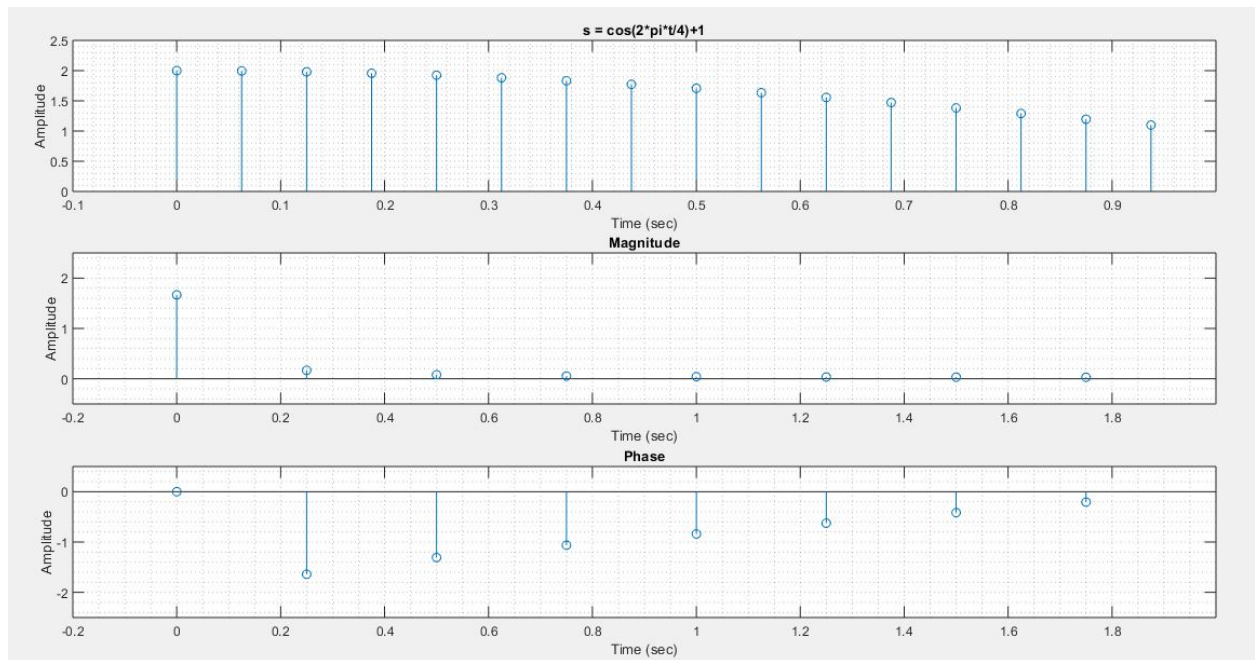 s = cos(2*pi*t/4)+1
2.5
2
1.5
1
0.5
0
Amplitude
-0.1 0 0.1 0.2 0.3 0.4 0.5 0.6 0.7 0.8 0.9
Time (sec)
Magnitude
2
1
0
Amplitude
-0.2 0 0.2 0.4 0.6 0.8 1 1.2 1.4 1.6 1.8
Time (sec)
Phase
0
-1
-2
Amplitude
-0.2 0 0.2 0.4 0.6 0.8 1 1.2 1.4 1.6 1.8
Time (sec)